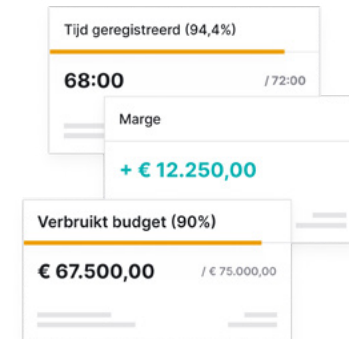 Tijd geregistreerd (94,4%)
68:00 / 72:00
Marge
+ € 12.250,00
Verbruikt budget (90%)
€ 67.500,00 / € 75.000,00